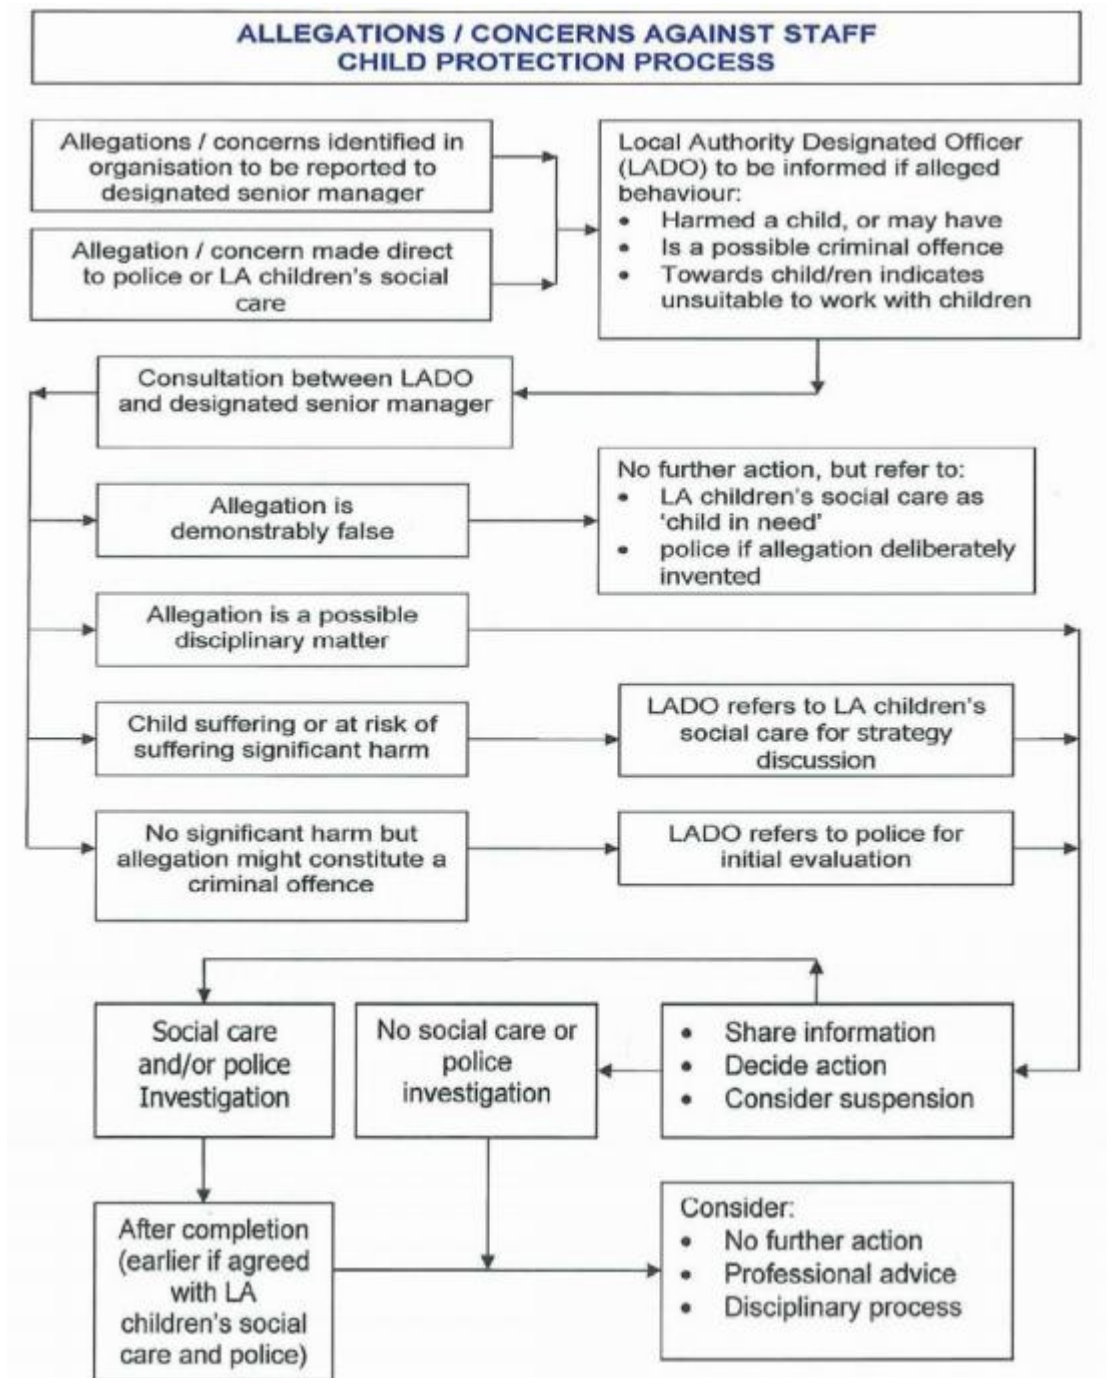 ALLEGATIONS / CONCERNS AGAINST STAFF
CHILD PROTECTION PROCESS
Allegations / concerns identified in
organisation to be reported to
designated senior manager
Allegation / concern made direct
to police or LA children's social
care
Local Authority Designated Officer
(LADO) to be informed if alleged
behaviour:
• Harmed a child, or may have
• Is a possible criminal offence
• Towards child/ren indicates
unsuitable to work with children
Consultation between LADO
and designated senior manager
Allegation is
demonstrably false
No further action, but refer to:
• LA children's social care as
'child in need'
• police if allegation deliberately
invented
Allegation is a possible
disciplinary matter
Child suffering or at risk of
suffering significant harm
LADO refers to LA children's
social care for strategy
discussion
No significant harm but
allegation might constitute a
criminal offence
LADO refers to police for
initial evaluation
Social care
and/or police
Investigation
No social care or
police
investigation
• Share information
• Decide action
• Consider suspension
After completion
(earlier if agreed
with LA
children's social
care and police)
Consider:
• No further action
• Professional advice
• Disciplinary process